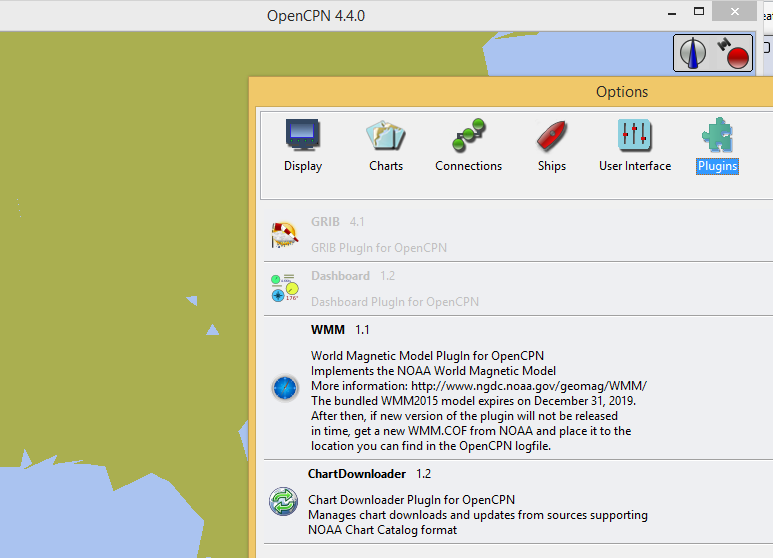 OpenCPN 4.4.0
Options
Display Charts Connections Ships User Interface Plugins
GRIB 4.1
GRIB PlugIn for OpenCPN
Dashboard 1.2
Dashboard PlugIn for OpenCPN
WMM 1.1
World Magnetic Model PlugIn for OpenCPN
Implements the NOAA World Magnetic Model
More information: http://www.ngdc.noaa.gov/geomag/WMM/
The bundled WMM2015 model expires on December 31, 2019.
After then, if new version of the plugin will not be released
in time, get a new WMM.COF from NOAA and place it to the
location you can find in the OpenCPN logfile.
ChartDownloader 1.2
Chart Downloader PlugIn for OpenCPN
Manages chart downloads and updates from sources supporting
NOAA Chart Catalog format